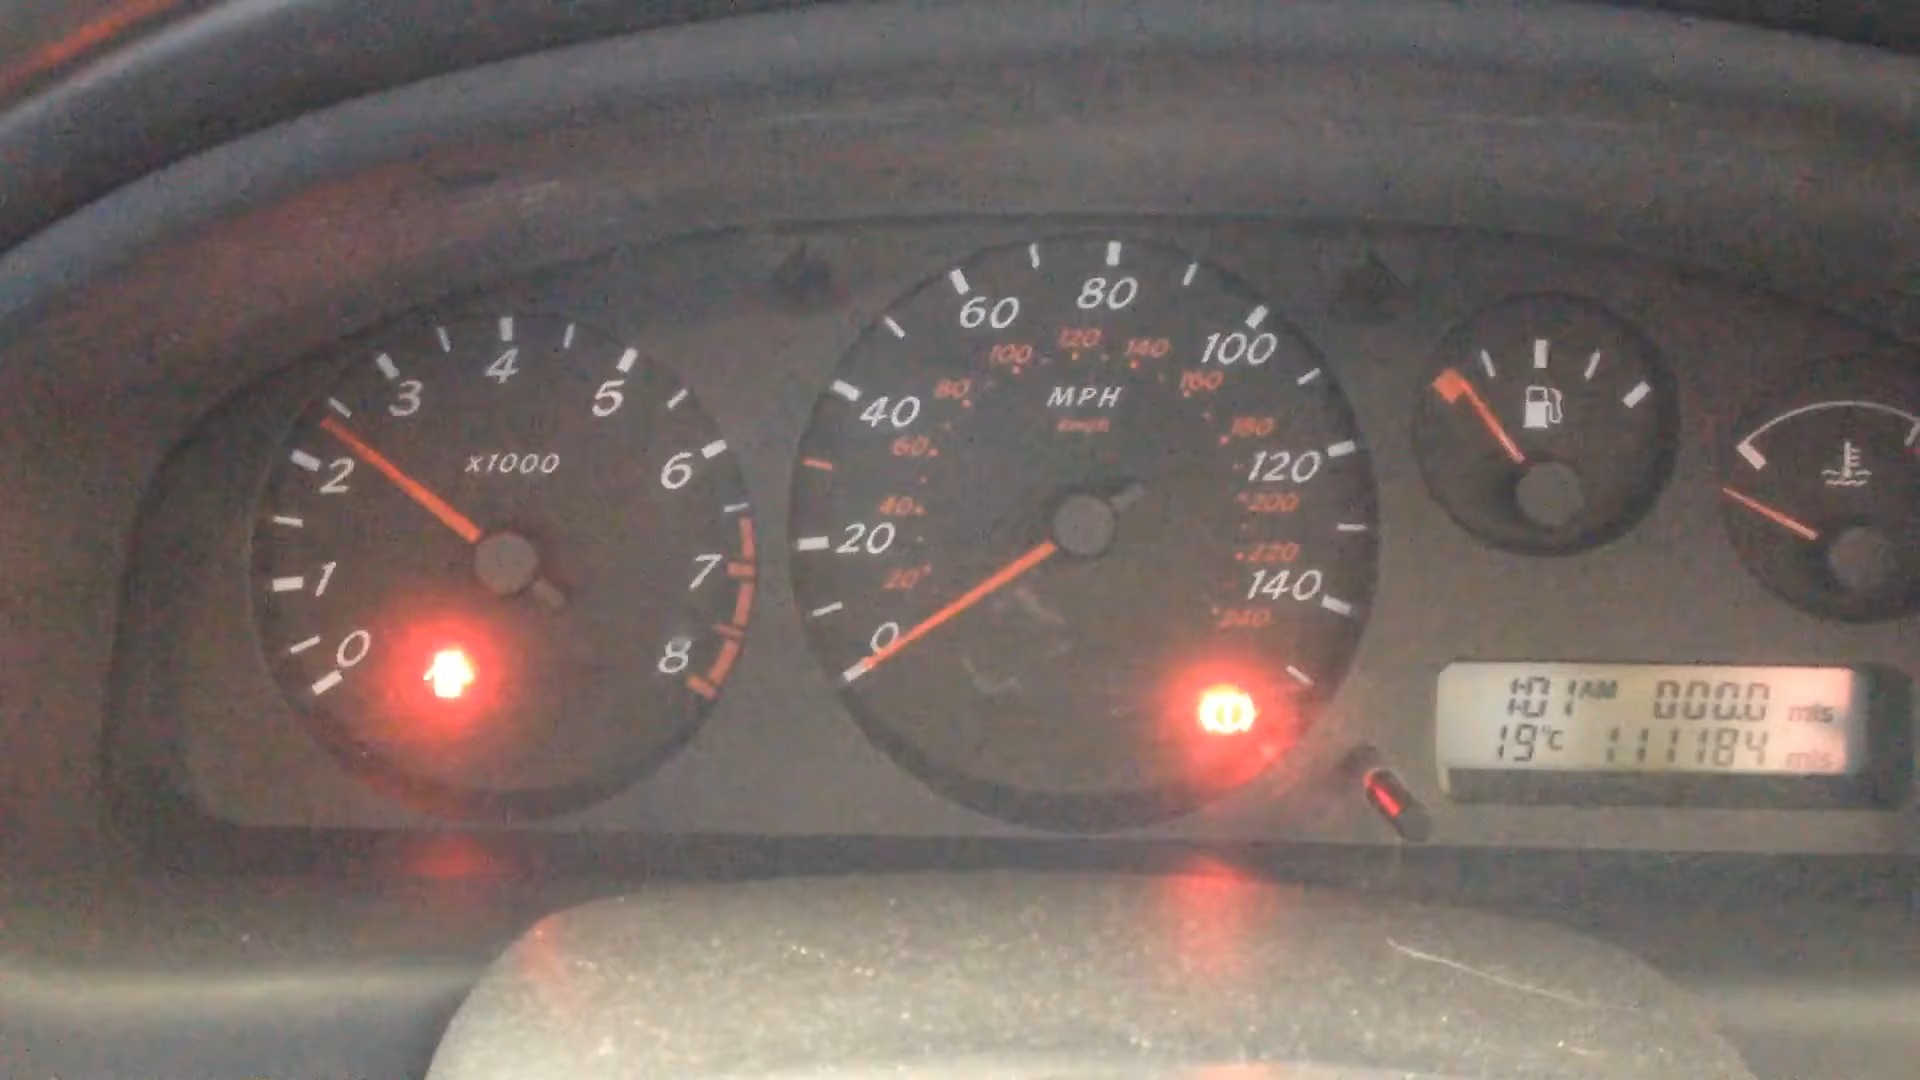 0 1 2 3 4 5 6 7 8
x1000
0 20 40 60 80 100 120 140
20 40 60 80 100 120 140 160 180 200 220 240
MPH
1:01 AM 000.0 mls
19°C 111184 mls